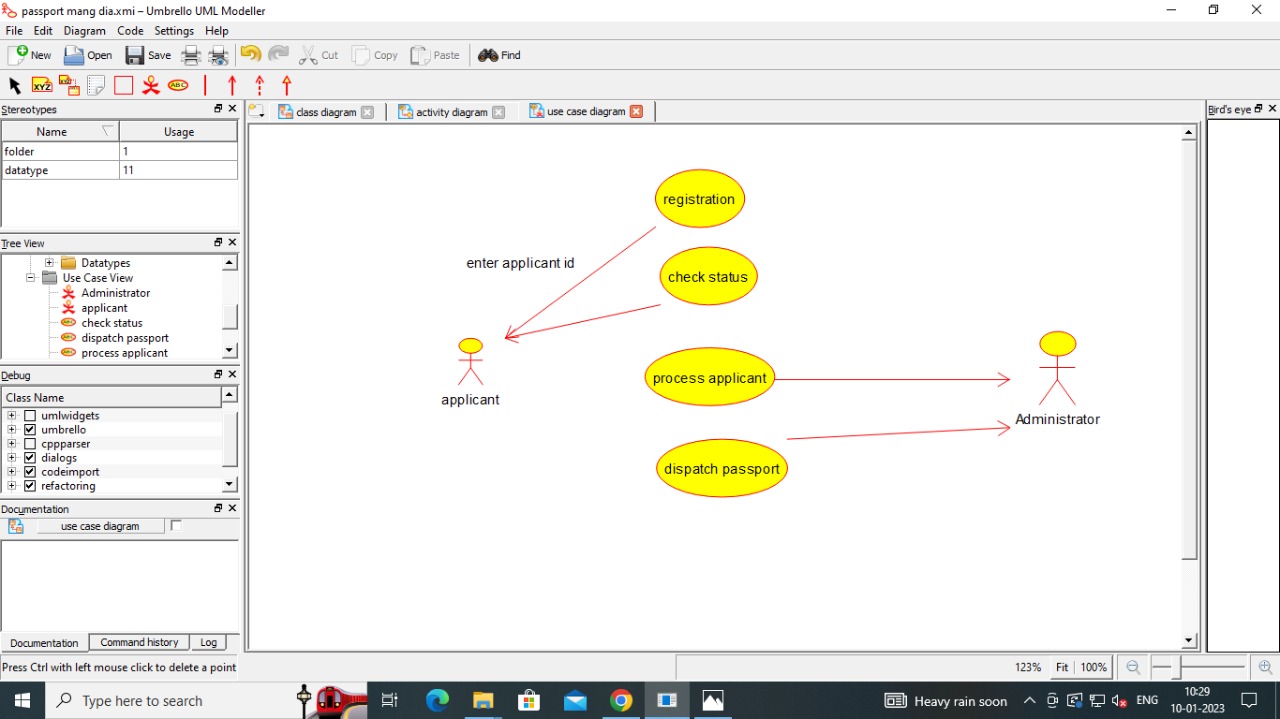 passport mang dia.xmi – Umbrello UML Modeller
File Edit Diagram Code Settings Help
New Open Save Cut Copy Paste Find
XYZ ABC
Stereotypes
Name Usage
folder 1
datatype 11
Tree View
Datatypes
Use Case View
Administrator
applicant
check status
dispatch passport
process applicant
Debug
Class Name
umlwidgets
umbrello
cppparser
dialogs
codeimport
refactoring
Documentation
use case diagram
Documentation Command history Log
Press Ctrl with left mouse click to delete a point
class diagram activity diagram use case diagram
registration
enter applicant id
check status
applicant
process applicant
Administrator
dispatch passport
Bird's eye
123% Fit 100%
Type here to search
Heavy rain soon
ENG
10:29
10-01-2023